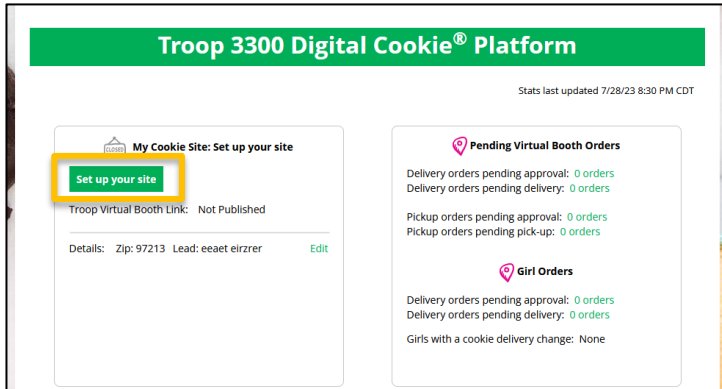 Troop 3300 Digital Cookie® Platform
Stats last updated 7/28/23 8:30 PM CDT
CLOSED My Cookie Site: Set up your site
Set up your site
Troop Virtual Booth Link: Not Published
Details: Zip: 97213 Lead: eeaet eirzrer Edit
Pending Virtual Booth Orders
Delivery orders pending approval: 0 orders
Delivery orders pending delivery: 0 orders
Pickup orders pending approval: 0 orders
Pickup orders pending pick-up: 0 orders
Girl Orders
Delivery orders pending approval: 0 orders
Delivery orders pending delivery: 0 orders
Girls with a cookie delivery change: None